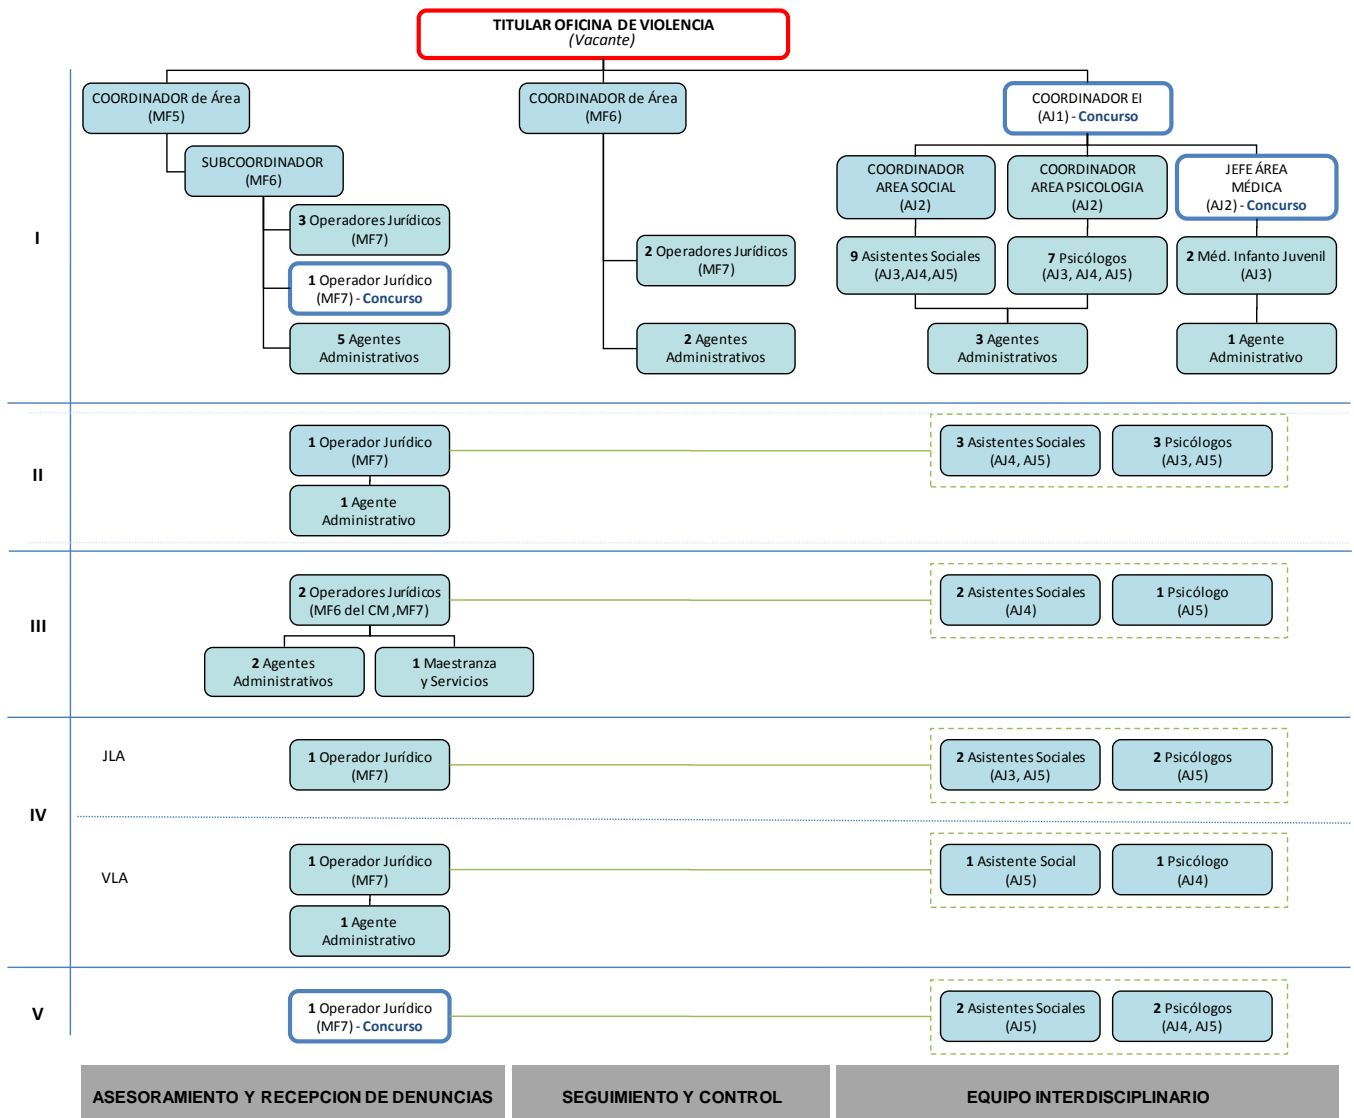 TITULAR OFICINA DE VIOLENCIA
(Vacante)
COORDINADOR de Área
(MF5)
COORDINADOR de Área
(MF6)
COORDINADOR EI
(AJ1) - Concurso
SUBCOORDINADOR
(MF6)
COORDINADOR
AREA SOCIAL
(AJ2)
COORDINADOR
AREA PSICOLOGIA
(AJ2)
JEFE ÁREA
MÉDICA
(AJ2) - Concurso
I
3 Operadores Jurídicos
(MF7)
2 Operadores Jurídicos
(MF7)
9 Asistentes Sociales
(AJ3,AJ4,AJ5)
7 Psicólogos
(AJ3, AJ4, AJ5)
2 Méd. Infanto Juvenil
(AJ3)
1 Operador Jurídico
(MF7) - Concurso
5 Agentes
Administrativos
2 Agentes
Administrativos
3 Agentes
Administrativos
1 Agente
Administrativo
II
1 Operador Jurídico
(MF7)
3 Asistentes Sociales
(AJ4, AJ5)
3 Psicólogos
(AJ3, AJ5)
1 Agente
Administrativo
III
2 Operadores Jurídicos
(MF6 del CM ,MF7)
2 Asistentes Sociales
(AJ4)
1 Psicólogo
(AJ5)
2 Agentes
Administrativos
1 Maestranza
y Servicios
IV
JLA
1 Operador Jurídico
(MF7)
2 Asistentes Sociales
(AJ3, AJ5)
2 Psicólogos
(AJ5)
VLA
1 Operador Jurídico
(MF7)
1 Asistente Social
(AJ5)
1 Psicólogo
(AJ4)
1 Agente
Administrativo
V
1 Operador Jurídico
(MF7) - Concurso
2 Asistentes Sociales
(AJ5)
2 Psicólogos
(AJ4, AJ5)
ASESORAMIENTO Y RECEPCION DE DENUNCIAS
SEGUIMIENTO Y CONTROL
EQUIPO INTERDISCIPLINARIO